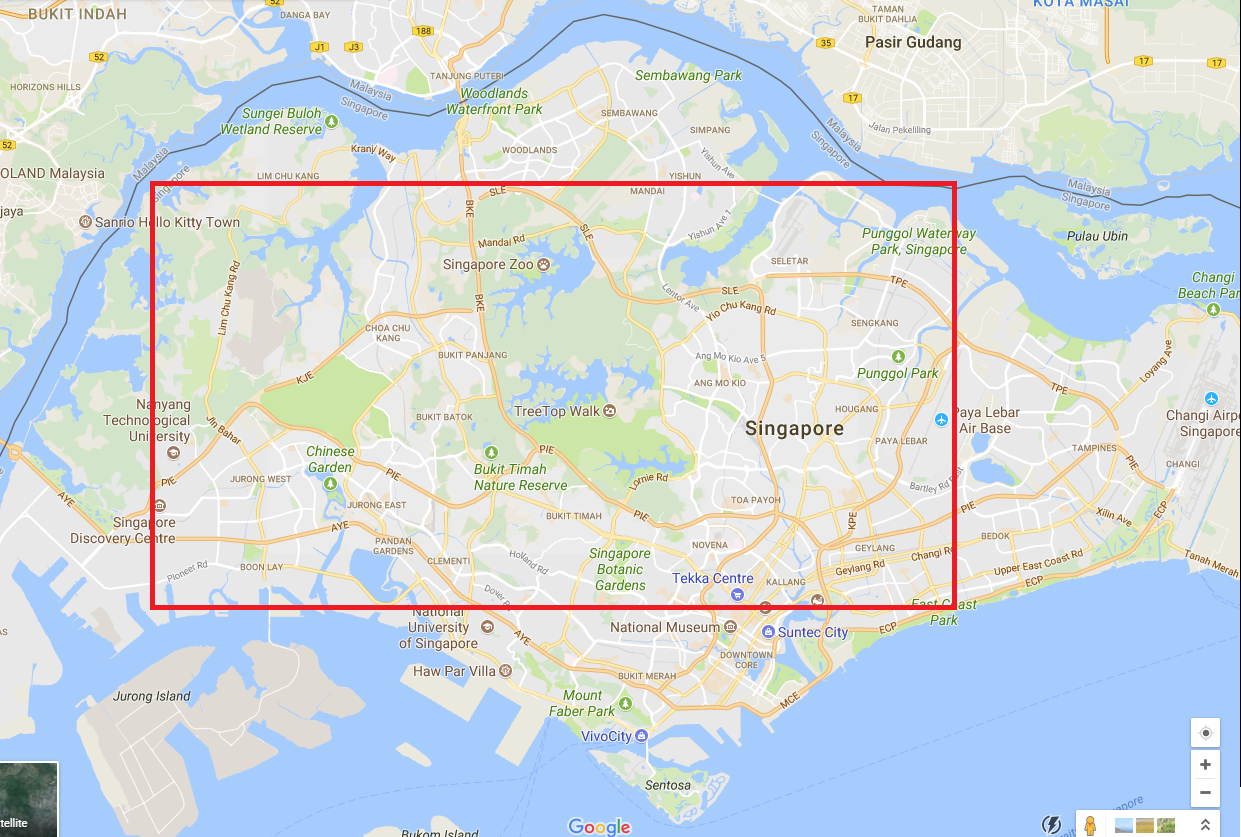 BUKIT INDAH
52
DANGA BAY
188
J1
J3
KOTA MASAI
TAMAN
BUKIT DAHLIA
35
Pasir Gudang
52
17
17
HORIZONS HILLS
TANJUNG PUTERI
Sembawang Park
Malaysia
Singapore
Woodlands
Waterfront Park
17
Sungei Buloh
Wetland Reserve
SEMBAWANG
SIMPANG
Malaysia
Singapore
Jalan Pekeliling
52
Kranji Way
WOODLANDS
Yishun Ave
OLAND Malaysia
Malaysia
Singapore
LIM CHU KANG
YISHUN
SLE
MANDAI
Malaysia
Singapore
jaya
Sanrio Hello Kitty Town
BKE
SLE
Yishun Ave 1
Punggol Waterway
Park, Singapore
Pulau Ubin
Mandai Rd
Singapore Zoo
SELETAR
Changi
Beach Par
Lim Chu Kang Rd
BKE
Lentor Ave
SLE
TPE
Yio Chu Kang Rd
CHOA CHU
KANG
SENGKANG
BUKIT PANJANG
Ang Mo Kio Ave 5
Punggol Park
Loyang Ave
KJE
ANG MO KIO
TPE
Nanyang
Technological
University
Jln Bahar
BUKIT BATOK
TreeTop Walk
HOUGANG
Paya Lebar
Air Base
Changi Airpo
Singapore
Singapore
PAYA LEBAR
Chinese
Garden
PIE
TAMPINES
PIE
CHANGI
PIE
PIE
JURONG WEST
Bukit Timah
Nature Reserve
Lornie Rd
Bartley Rd East
AYE
JURONG EAST
TOA PAYOH
PIE
ECP
Singapore
Discovery Centre
AYE
BUKIT TIMAH
PIE
KPE
Xilin Ave
PANDAN
GARDENS
NOVENA
GEYLANG
Changi Rd
BEDOK
Pioneer Rd
BOON LAY
CLEMENTI
Holland Rd
Singapore
Botanic
Gardens
Tekka Centre
KALLANG
Geylang Rd
Upper East Coast Rd
ECP
Tanah Merah
East Coast
Park
National
University
of Singapore
AYE
National Museum
Suntec City
ECP
DOWNTOWN
CORE
Haw Par Villa
BUKIT MERAH
Jurong Island
Mount
Faber Park
MCE
VivoCity
Sentosa
tellite
Google